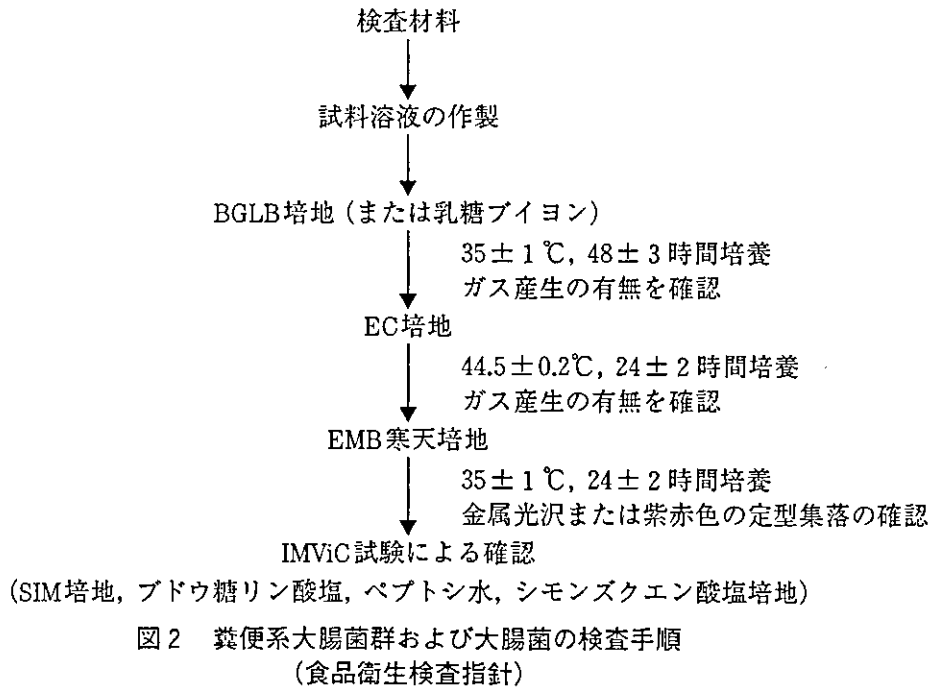 検査材料
試料溶液の作製
BGLB培地（または乳糖ブイヨン）
35±1℃, 48±3時間培養
ガス産生の有無を確認
EC培地
44.5±0.2℃, 24±2時間培養
ガス産生の有無を確認
EMB寒天培地
35±1℃, 24±2時間培養
金属光沢または紫赤色の定型集落の確認
IMViC試験による確認
(SIM培地, ブドウ糖リン酸塩, ペプトシ水, シモンズクエン酸塩培地)
図2 糞便系大腸菌群および大腸菌の検査手順
(食品衛生検査指針)